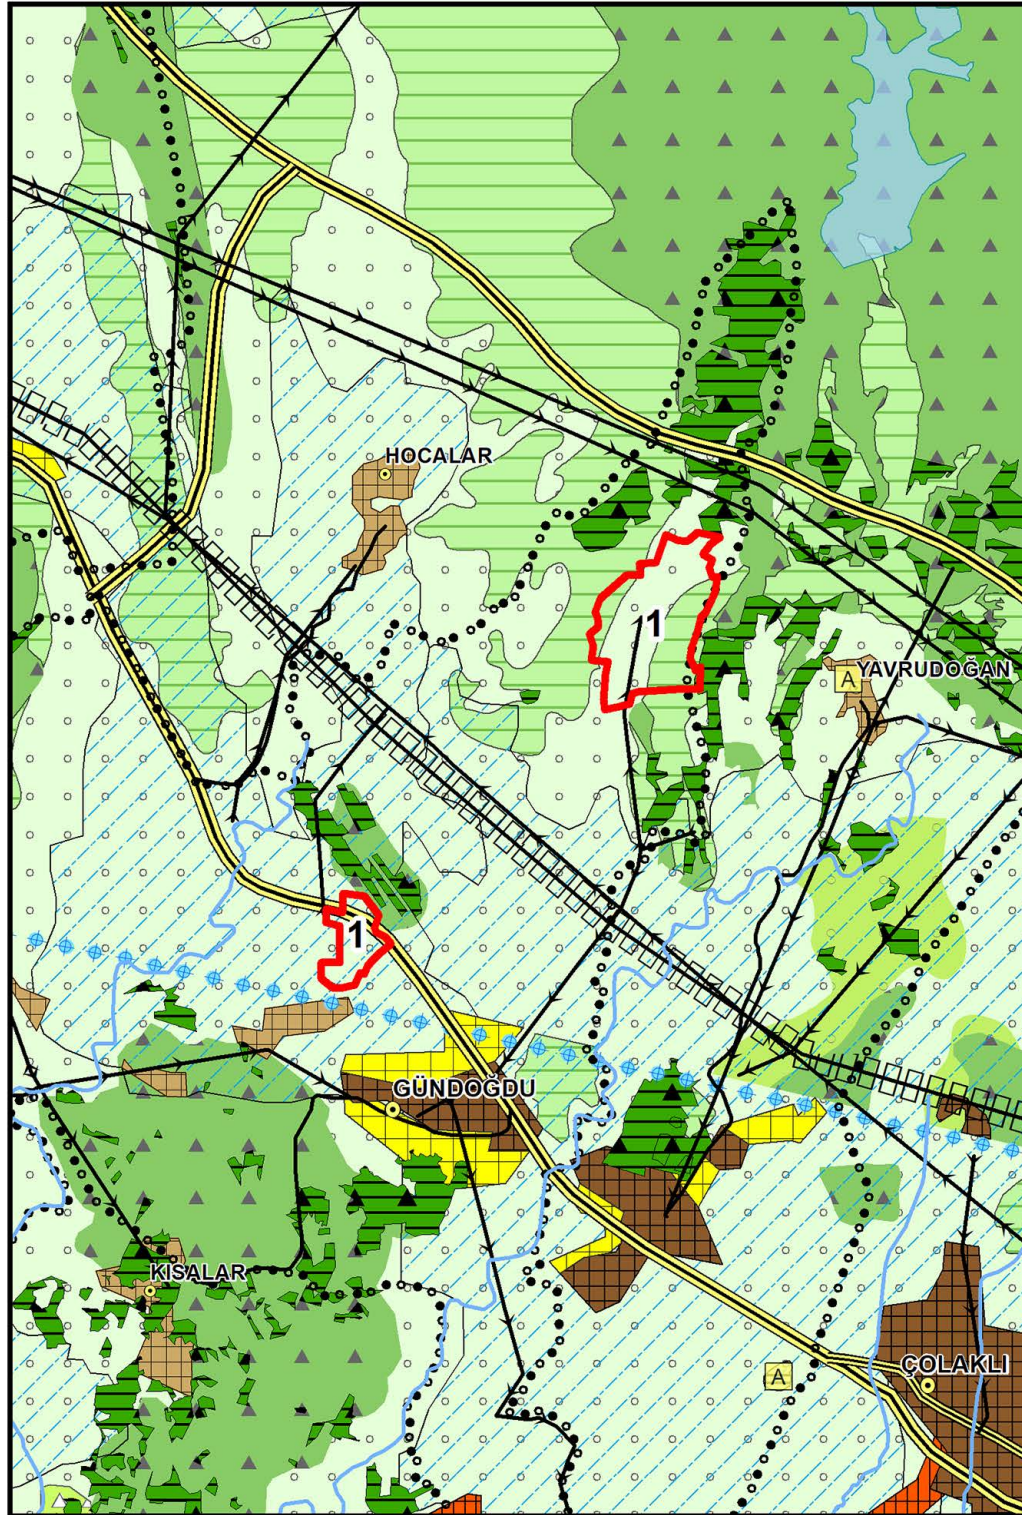 HOCALAR
1
A YAVRUDOĞAN
1
GÜNDOĞDU
KISALAR
A
ÇOLAKLI